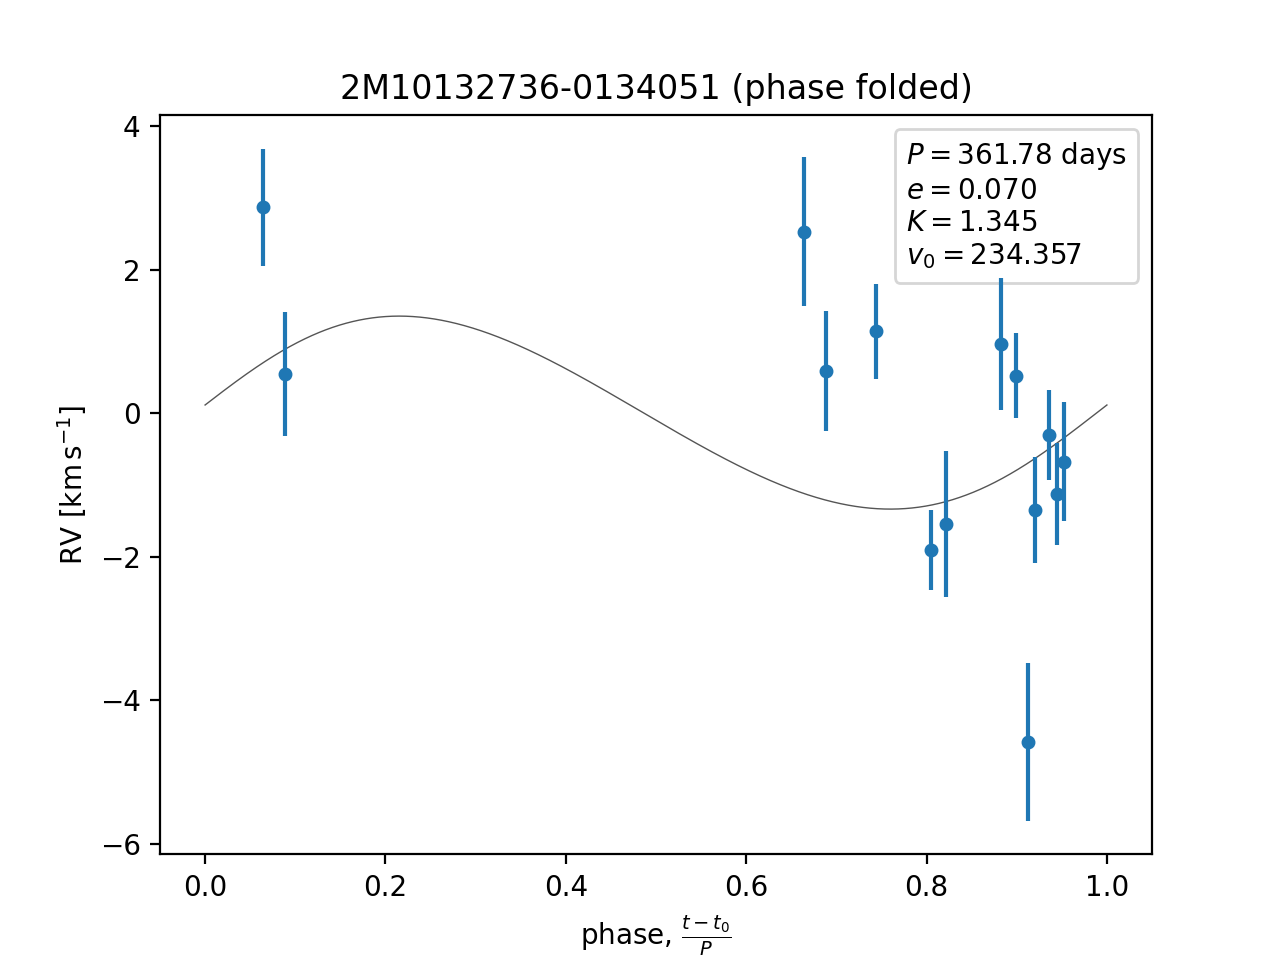 2M10132736-0134051 (phase folded)
P = 361.78 days
e = 0.070
K = 1.345
v₀ = 234.357
4
2
0
−2
−4
−6
RV [km s⁻¹]
0.0 0.2 0.4 0.6 0.8 1.0
phase, (t − t₀)/P